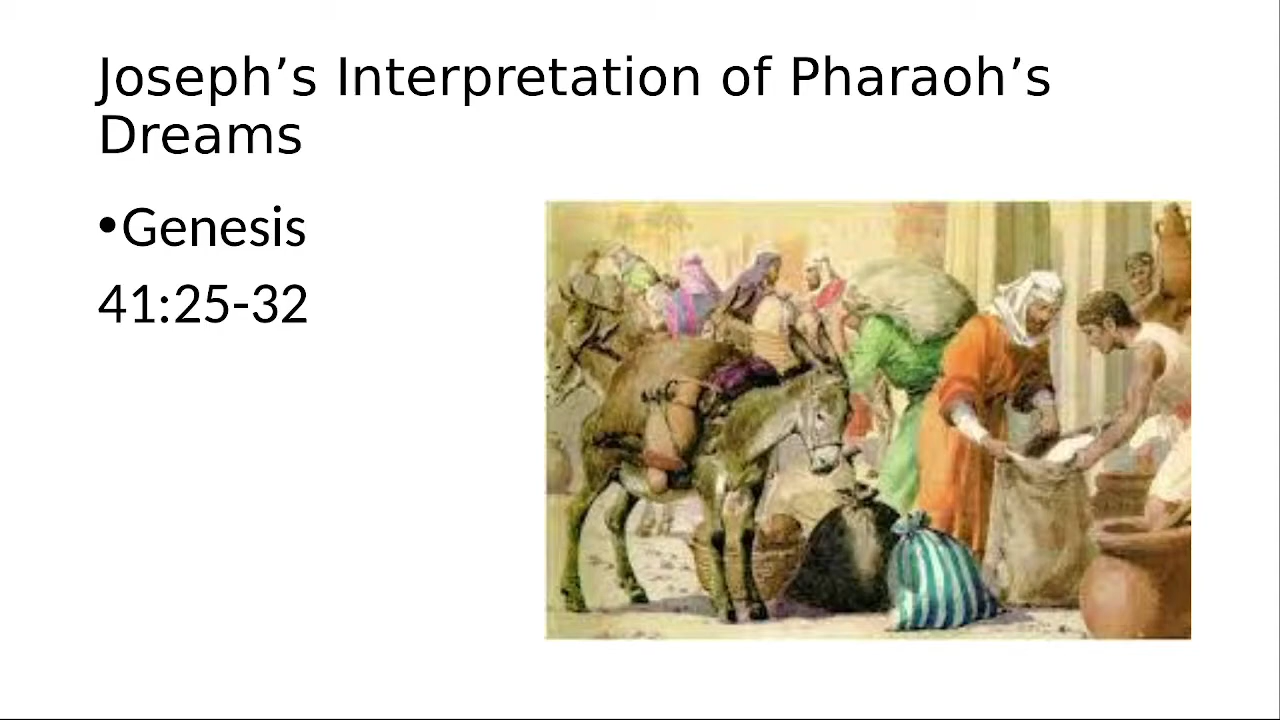 Joseph’s Interpretation of Pharaoh’s
Dreams
•Genesis
41:25-32